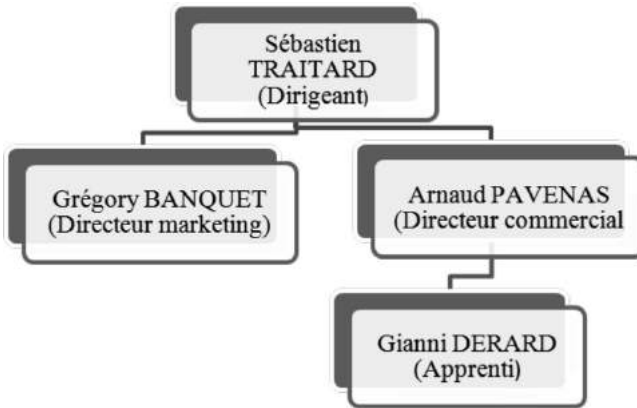 Sébastien
TRAITARD
(Dirigeant)
Grégory BANQUET
(Directeur marketing)
Arnaud PAVENAS
(Directeur commercial
Gianni DERARD
(Apprenti)